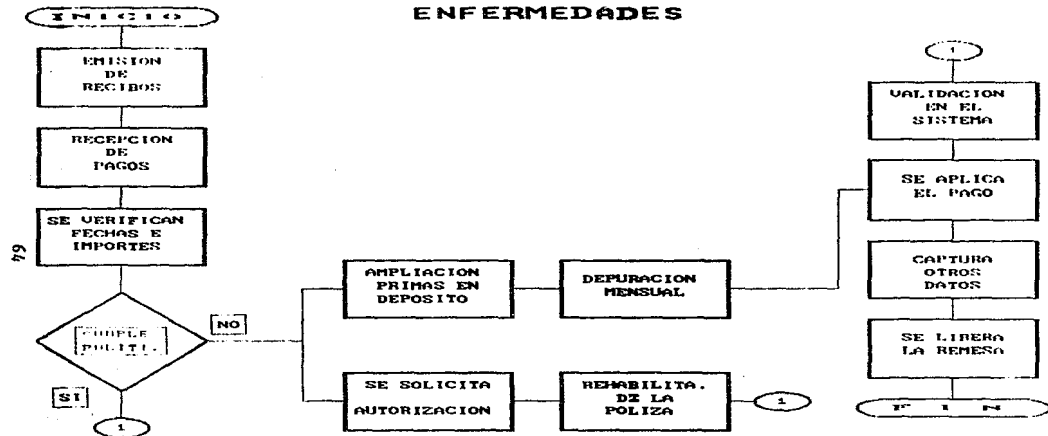 ENFERMEDADES
INICIO
EMISION
DE
RECIBOS
RECEPCION
DE
PAGOS
SE VERIFICAN
FECHAS E
IMPORTES
64
CUMPLE
POLITI.
NO
SI
1
AMPLIACION
PRIMAS EN
DEPOSITO
DEPURACION
MENSUAL
SE SOLICITA
AUTORIZACION
REHABILITA.
DE LA
POLIZA
1
1
VALIDACION
EN EL
SISTEMA
SE APLICA
EL PAGO
CAPTURA
OTROS
DATOS
SE LIBERA
LA REMESA
FIN